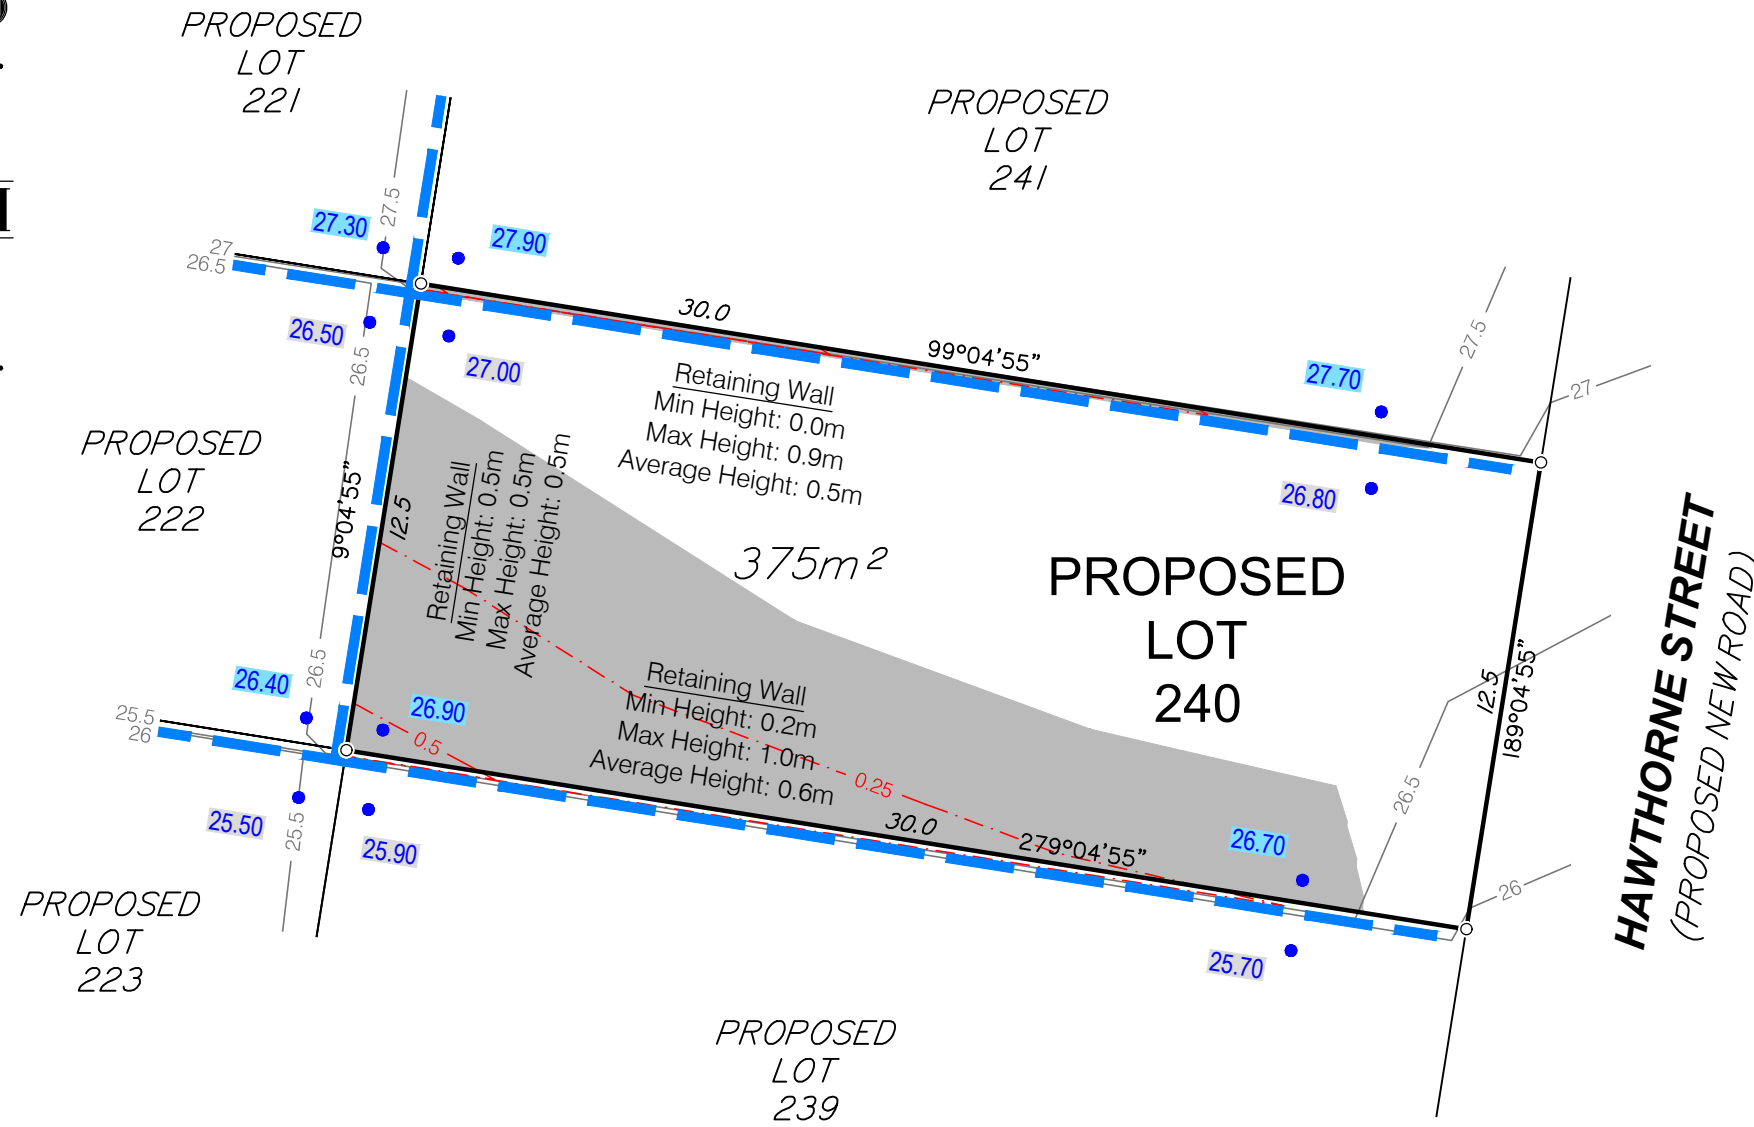 PROPOSED
LOT
221
PROPOSED
LOT
241
27.5
27.30
27.90
27
26.5
26.50
27.00
26.5
30.0
99°04'55"
27.70
27.5
27
26.80
Retaining Wall
Min Height: 0.0m
Max Height: 0.9m
Average Height: 0.5m
PROPOSED
LOT
222
9°04'55"
12.5
Retaining Wall
Min Height: 0.5m
Max Height: 0.5m
Average Height: 0.5m
375m²
PROPOSED
LOT
240
12.5
189°04'55"
HAWTHORNE STREET
(PROPOSED NEW ROAD)
26.5
26.40
26.90
25.5
26
0.5
Retaining Wall
Min Height: 0.2m
Max Height: 1.0m
Average Height: 0.6m
0.25
26.5
30.0
279°04'55"
26.70
26
25.50
25.5
25.90
25.70
PROPOSED
LOT
223
PROPOSED
LOT
239